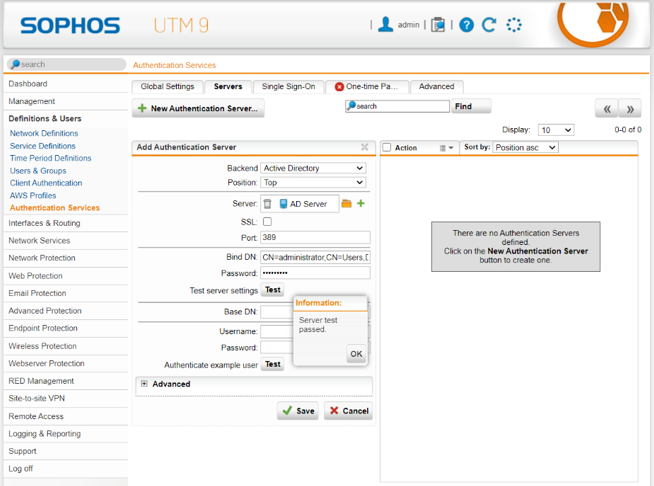 SOPHOS UTM 9
admin
search
Authentication Services
Dashboard
Management
Definitions & Users
Network Definitions
Service Definitions
Time Period Definitions
Users & Groups
Client Authentication
AWS Profiles
Authentication Services
Interfaces & Routing
Network Services
Network Protection
Web Protection
Email Protection
Advanced Protection
Endpoint Protection
Wireless Protection
Webserver Protection
RED Management
Site-to-site VPN
Remote Access
Logging & Reporting
Support
Log off
Global Settings Servers Single Sign-On One-time Pa... Advanced
New Authentication Server...
search Find
Display: 10 0-0 of 0
Add Authentication Server
Backend Active Directory
Position: Top
Server: AD Server
SSL:
Port: 389
Bind DN: CN=administrator,CN=Users,D
Password: •••••••••
Test server settings Test
Base DN:
Username:
Password:
Authenticate example user Test
Advanced
Save Cancel
Information:
Server test
passed.
OK
Action Sort by: Position asc
There are no Authentication Servers
defined.
Click on the New Authentication Server
button to create one.